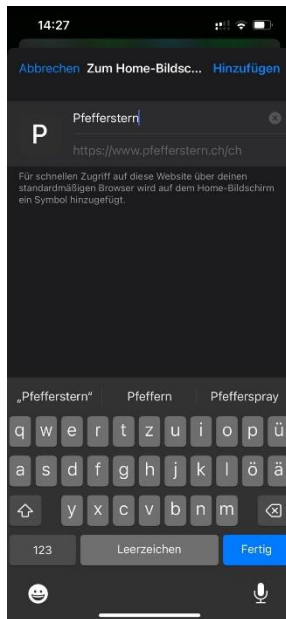 14:27
Abbrechen Zum Home-Bildsc... Hinzufügen
P
Pfefferstern
https://www.pfefferstern.ch/ch
Für schnellen Zugriff auf diese Website über deinen
standardmäßigen Browser wird auf dem Home-Bildschirm
ein Symbol hinzugefügt.
„Pfefferstern“ Pfeffern Pfefferspray
q w e r t z u i o p ü
a s d f g h j k l ö ä
y x c v b n m
123 Leerzeichen Fertig